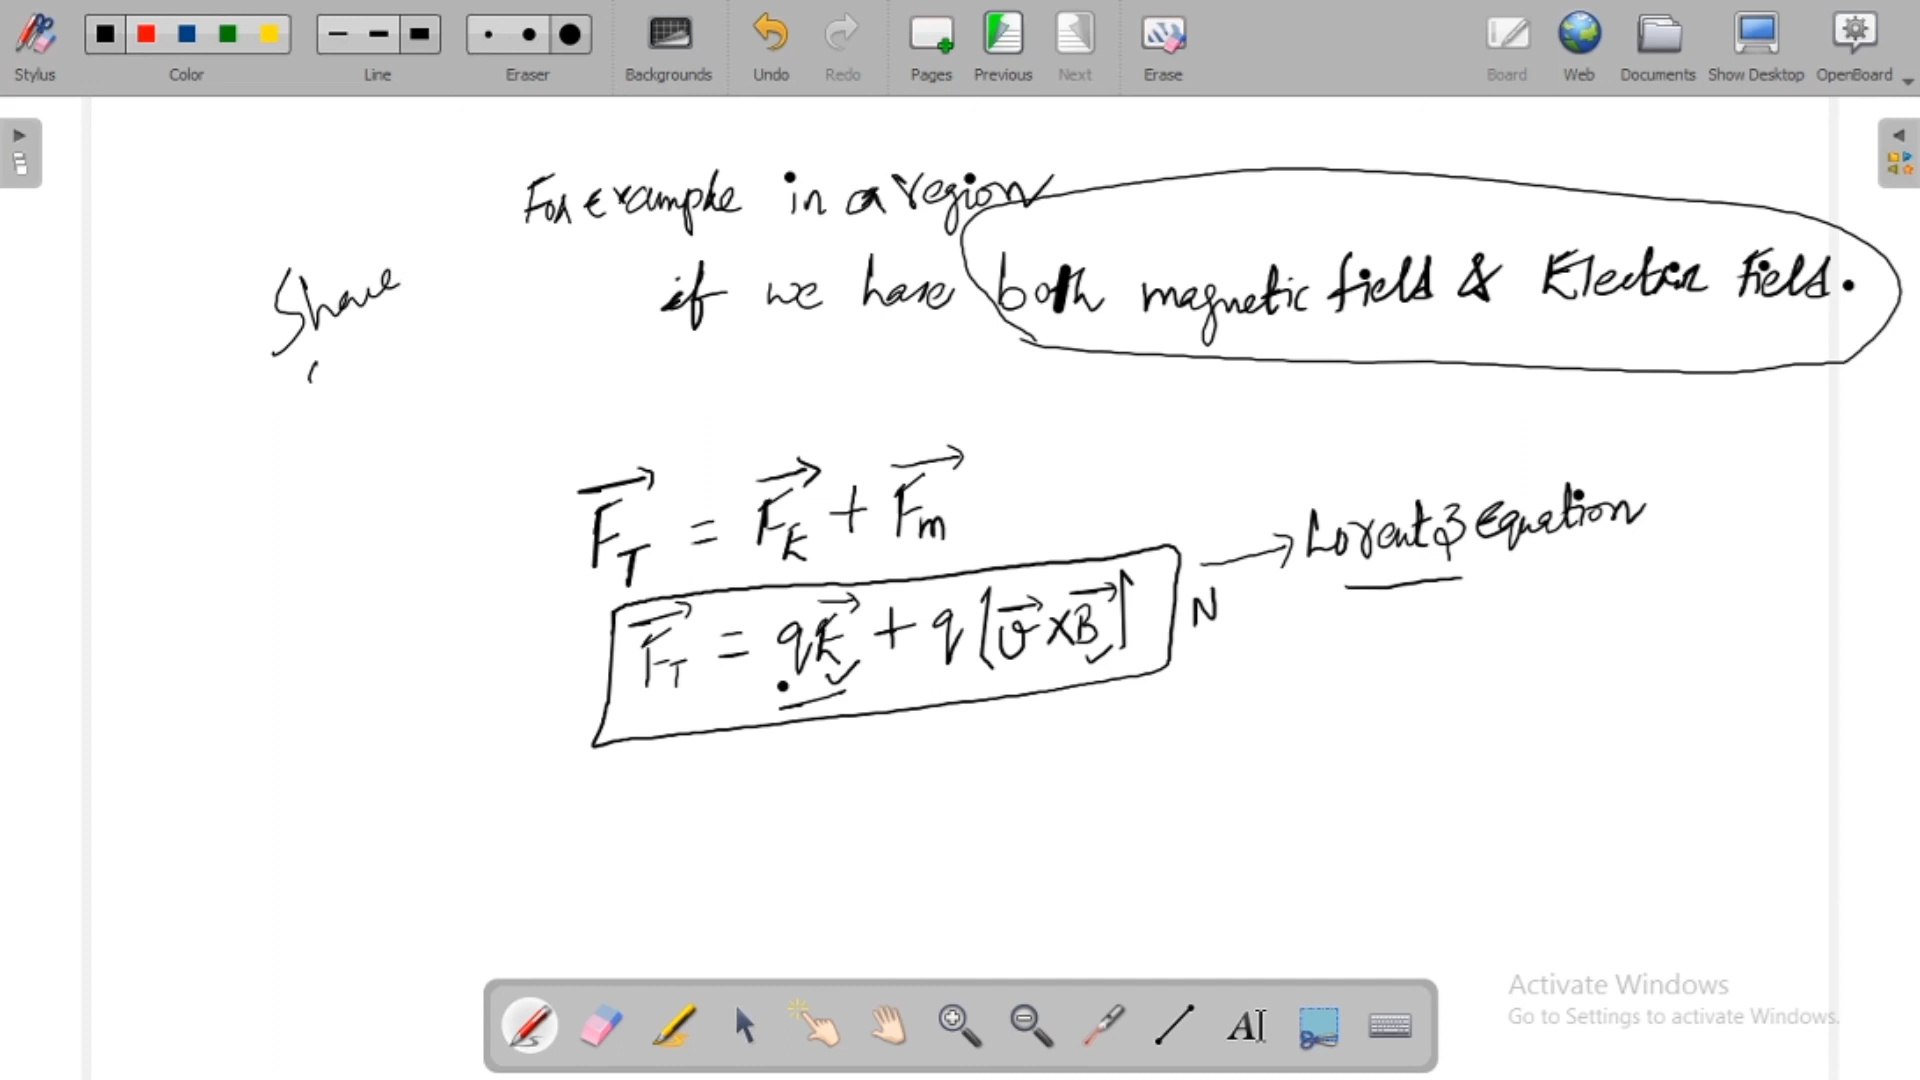 Stylus Color Line Eraser Backgrounds Undo Redo Pages Previous Next Erase Board Web Documents Show Desktop OpenBoard
For Example in a region
if we have both magnetic field & Electric Field.
Share
F_T = F_E + F_m
F_T = qE + q[v × B] N → Lorentz Equation
Activate Windows
Go to Settings to activate Windows.